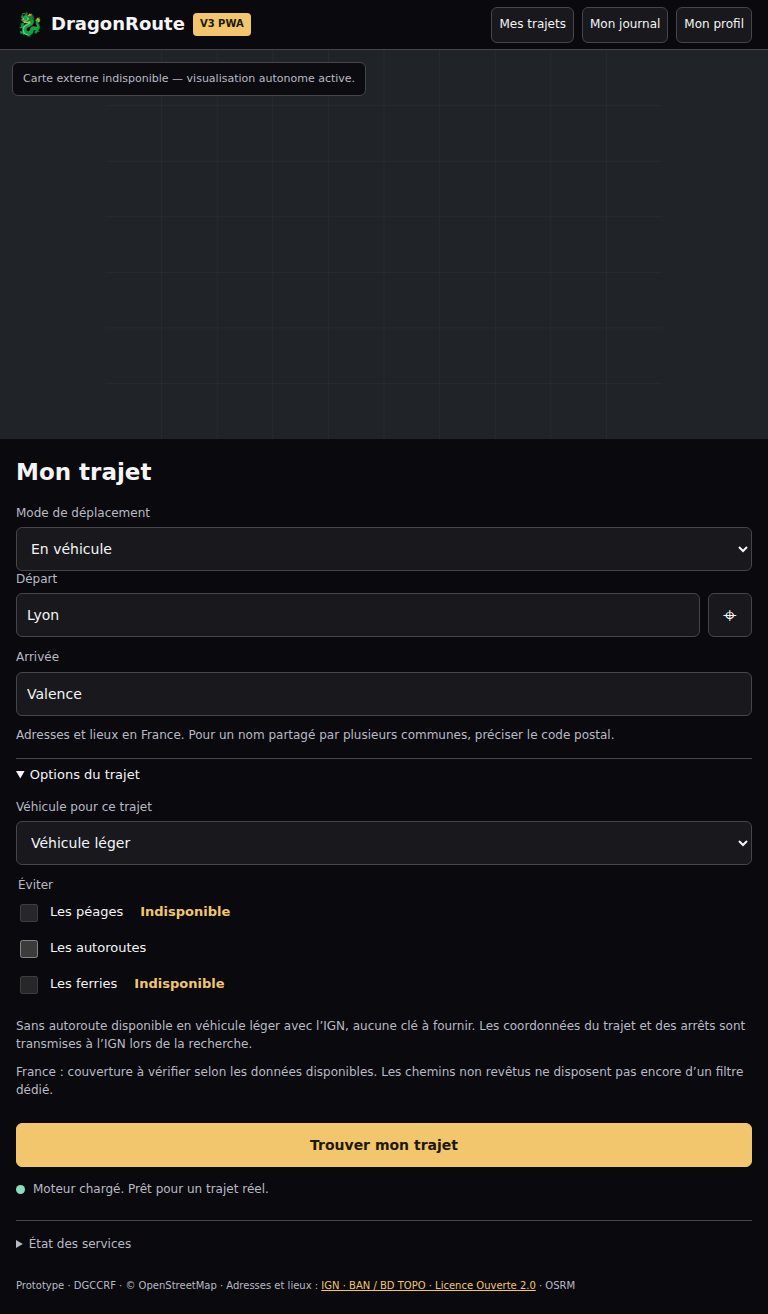 DragonRoute V3 PWA Mes trajets Mon journal Mon profil
Carte externe indisponible — visualisation autonome active.
Mon trajet
Mode de déplacement
En véhicule
Départ
Lyon
Arrivée
Valence
Adresses et lieux en France. Pour un nom partagé par plusieurs communes, préciser le code postal.
Options du trajet
Véhicule pour ce trajet
Véhicule léger
Éviter
Les péages Indisponible
Les autoroutes
Les ferries Indisponible
Sans autoroute disponible en véhicule léger avec l’IGN, aucune clé à fournir. Les coordonnées du trajet et des arrêts sont
transmises à l’IGN lors de la recherche.
France : couverture à vérifier selon les données disponibles. Les chemins non revêtus ne disposent pas encore d’un filtre
dédié.
Trouver mon trajet
Moteur chargé. Prêt pour un trajet réel.
État des services
Prototype · DGCCRF · © OpenStreetMap · Adresses et lieux : IGN · BAN / BD TOPO · Licence Ouverte 2.0 · OSRM